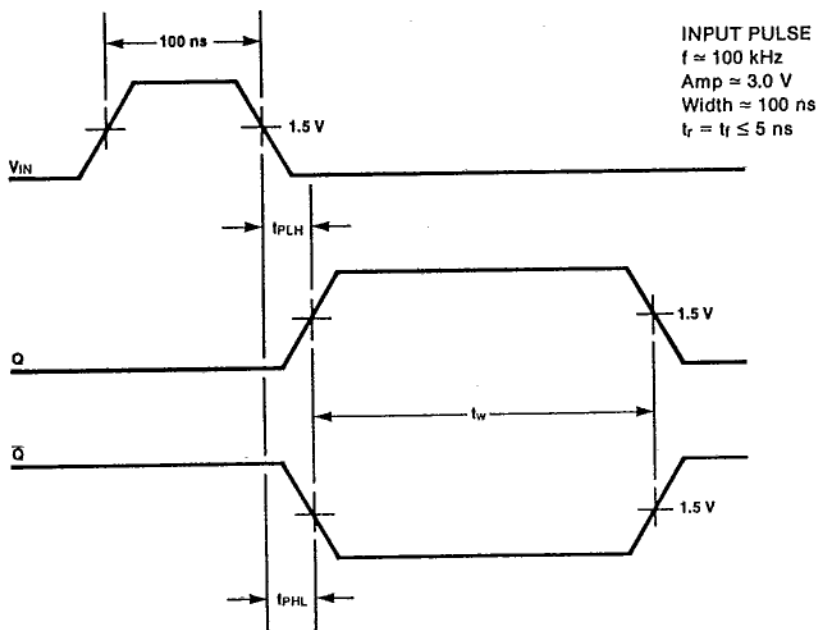 INPUT PULSE
f ≃ 100 kHz
Amp ≃ 3.0 V
Width ≃ 100 ns
tr = tf ≤ 5 ns
100 ns
1.5 V
VIN
tPLH
1.5 V
Q
tw
Q̅
1.5 V
tPHL